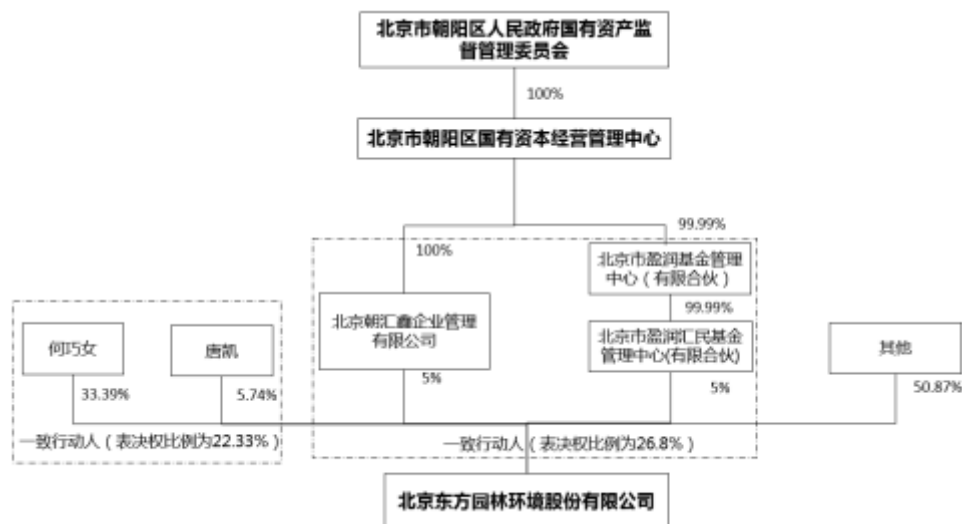 北京市朝阳区人民政府国有资产监
督管理委员会
100%
北京市朝阳区国有资本经营管理中心
99.99%
100%
北京市盈润基金管理
中心（有限合伙）
99.99%
北京朝汇鑫企业管理
有限公司
北京市盈润汇民基金
管理中心(有限合伙)
何巧女
唐凯
其他
33.39%
5.74%
5%
5%
50.87%
一致行动人（表决权比例为22.33%）
一致行动人（表决权比例为26.8%）
北京东方园林环境股份有限公司